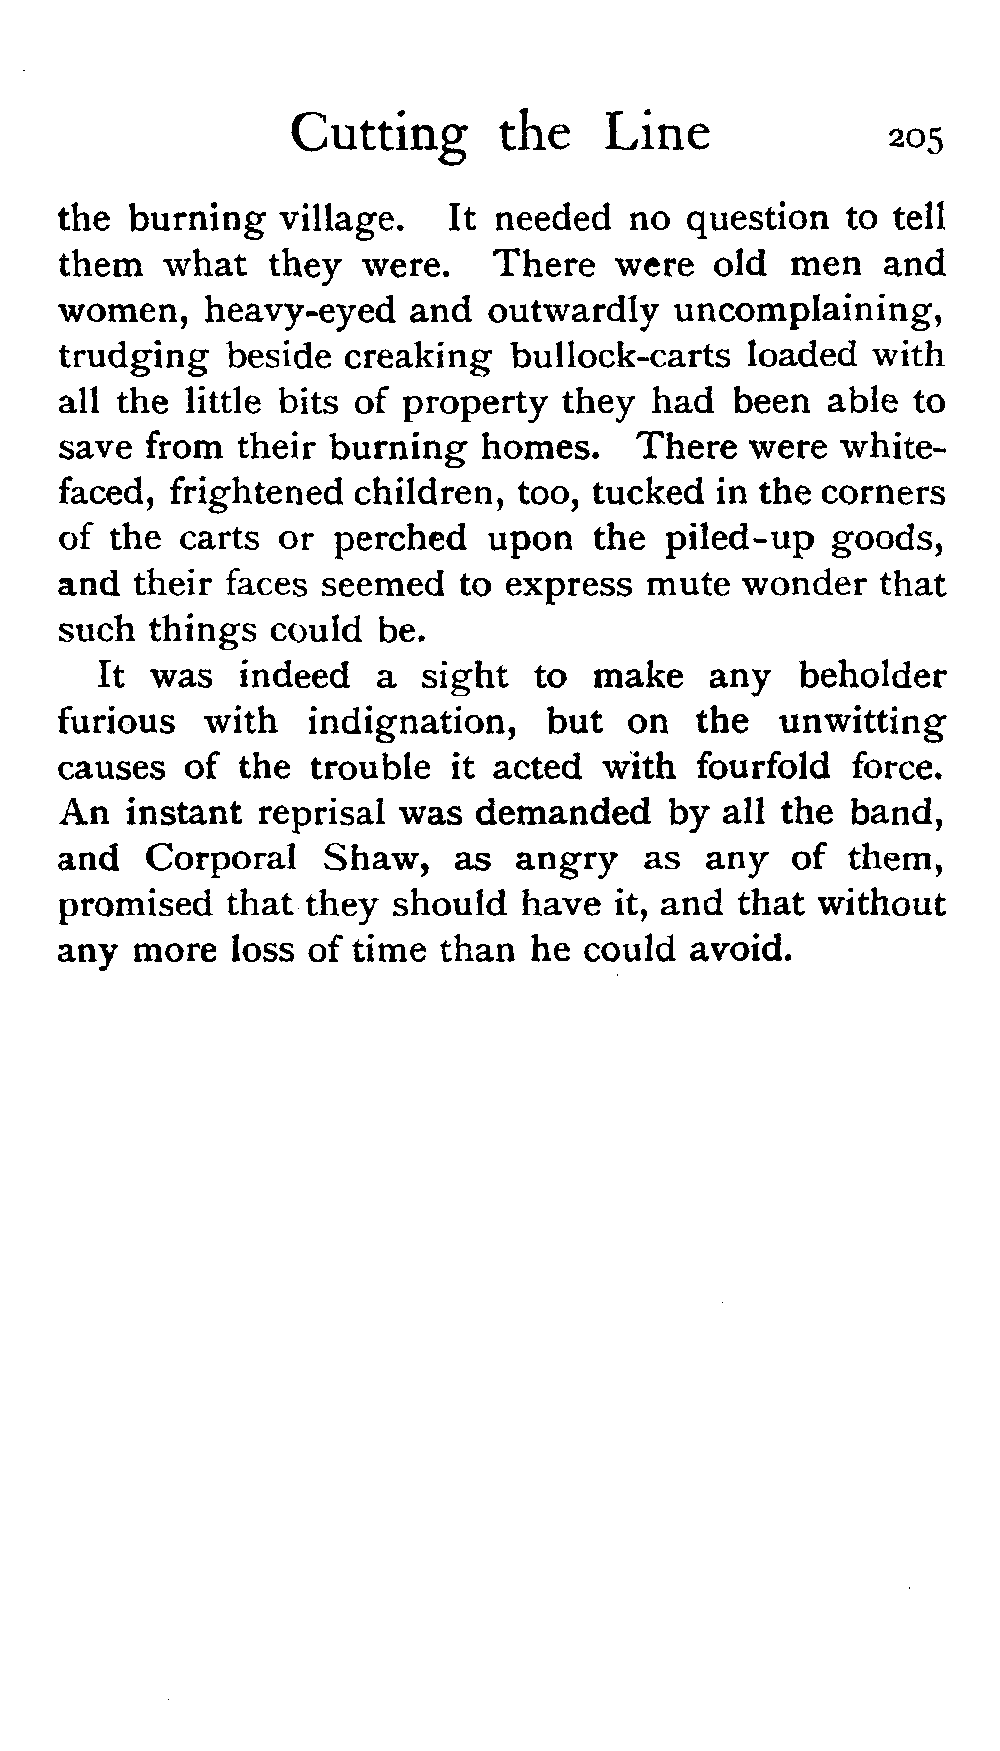 Cutting the Line 205
the burning village. It needed no question to tell
them what they were. There were old men and
women, heavy-eyed and outwardly uncomplaining,
trudging beside creaking bullock-carts loaded with
all the little bits of property they had been able to
save from their burning homes. There were white-
faced, frightened children, too, tucked in the corners
of the carts or perched upon the piled-up goods,
and their faces seemed to express mute wonder that
such things could be.
It was indeed a sight to make any beholder
furious with indignation, but on the unwitting
causes of the trouble it acted with fourfold force.
An instant reprisal was demanded by all the band,
and Corporal Shaw, as angry as any of them,
promised that they should have it, and that without
any more loss of time than he could avoid.